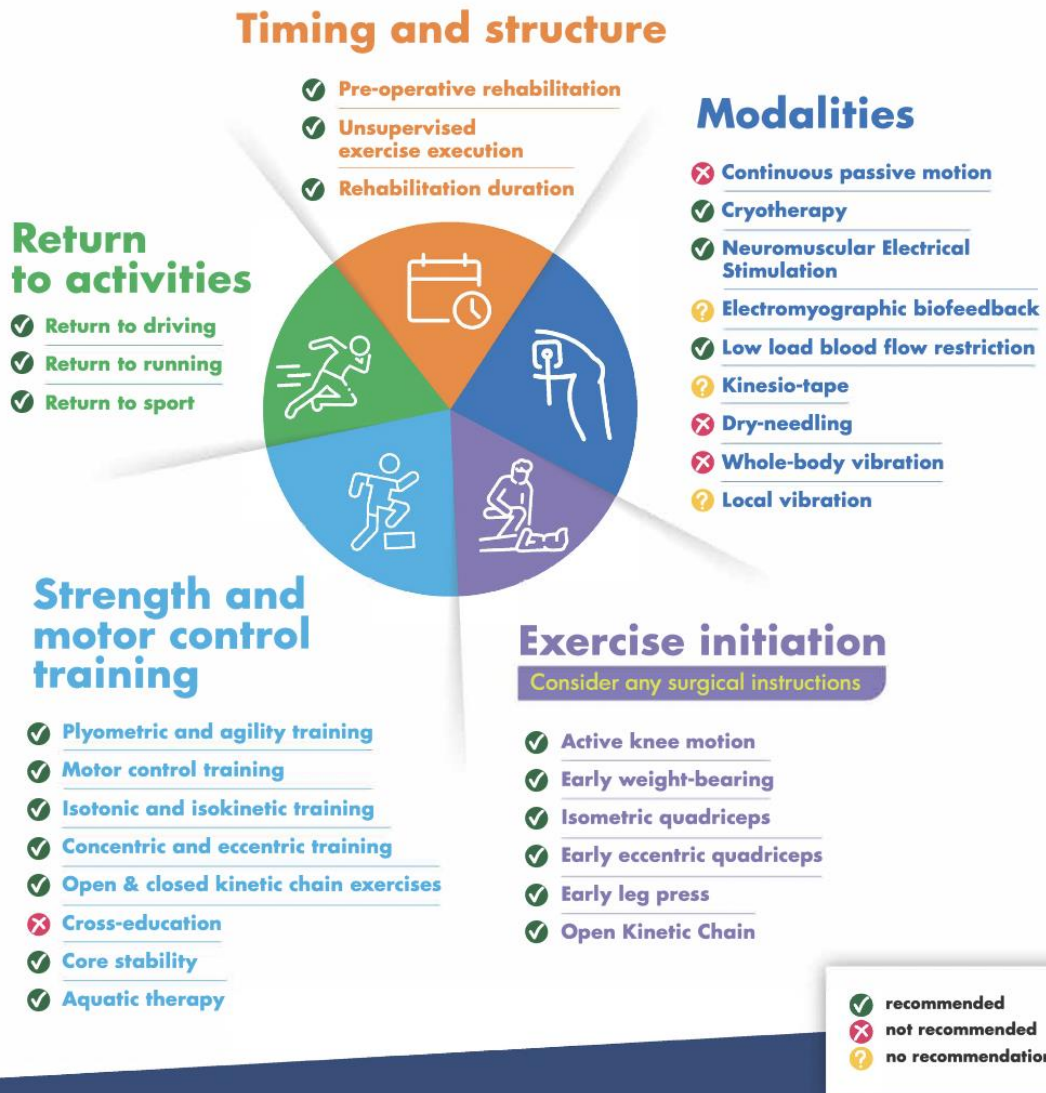 Timing and structure
Pre-operative rehabilitation
Unsupervised
exercise execution
Rehabilitation duration
Modalities
Continuous passive motion
Cryotherapy
Neuromuscular Electrical
Stimulation
Electromyographic biofeedback
Low load blood flow restriction
Kinesio-tape
Dry-needling
Whole-body vibration
Local vibration
Return
to activities
Return to driving
Return to running
Return to sport
Strength and
motor control
training
Plyometric and agility training
Motor control training
Isotonic and isokinetic training
Concentric and eccentric training
Open & closed kinetic chain exercises
Cross-education
Core stability
Aquatic therapy
Exercise initiation
Consider any surgical instructions
Active knee motion
Early weight-bearing
Isometric quadriceps
Early eccentric quadriceps
Early leg press
Open Kinetic Chain
recommended
not recommended
no recommendation